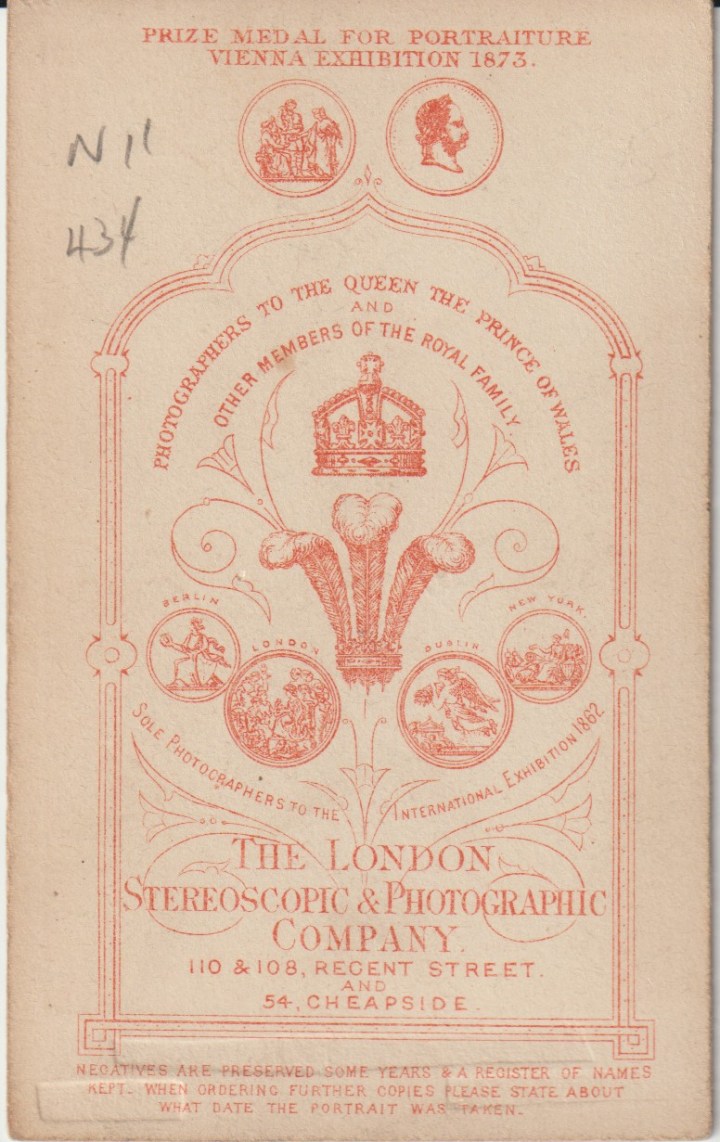 PRIZE MEDAL FOR PORTRAITURE
VIENNA EXHIBITION 1873.
N 11
434
PHOTOGRAPHERS TO THE QUEEN THE PRINCE OF WALES
AND
OTHER MEMBERS OF THE ROYAL FAMILY
BERLIN
LONDON
DUBLIN
NEW YORK.
SOLE PHOTOGRAPHERS TO THE INTERNATIONAL EXHIBITION 1862
THE LONDON
STEREOSCOPIC & PHOTOGRAPHIC
COMPANY.
110 & 108, REGENT STREET.
AND
54, CHEAPSIDE.
NEGATIVES ARE PRESERVED SOME YEARS & A REGISTER OF NAMES
KEPT. WHEN ORDERING FURTHER COPIES PLEASE STATE ABOUT
WHAT DATE THE PORTRAIT WAS TAKEN.